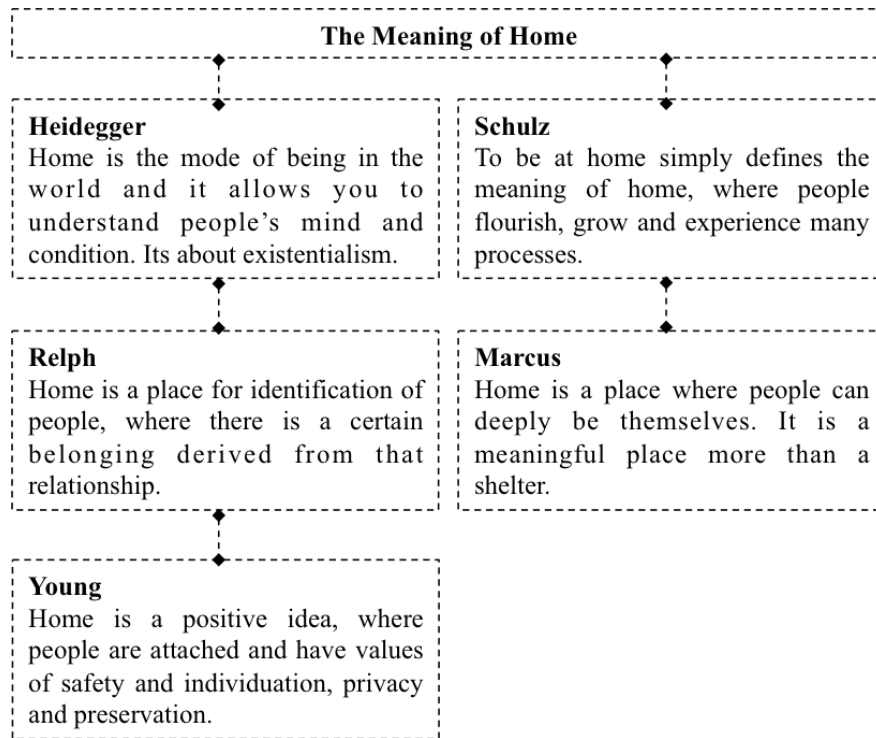 The Meaning of Home
Heidegger
Home is the mode of being in the
world and it allows you to
understand people’s mind and
condition. Its about existentialism.
Schulz
To be at home simply defines the
meaning of home, where people
flourish, grow and experience many
processes.
Relph
Home is a place for identification of
people, where there is a certain
belonging derived from that
relationship.
Marcus
Home is a place where people can
deeply be themselves. It is a
meaningful place more than a
shelter.
Young
Home is a positive idea, where
people are attached and have values
of safety and individuation, privacy
and preservation.